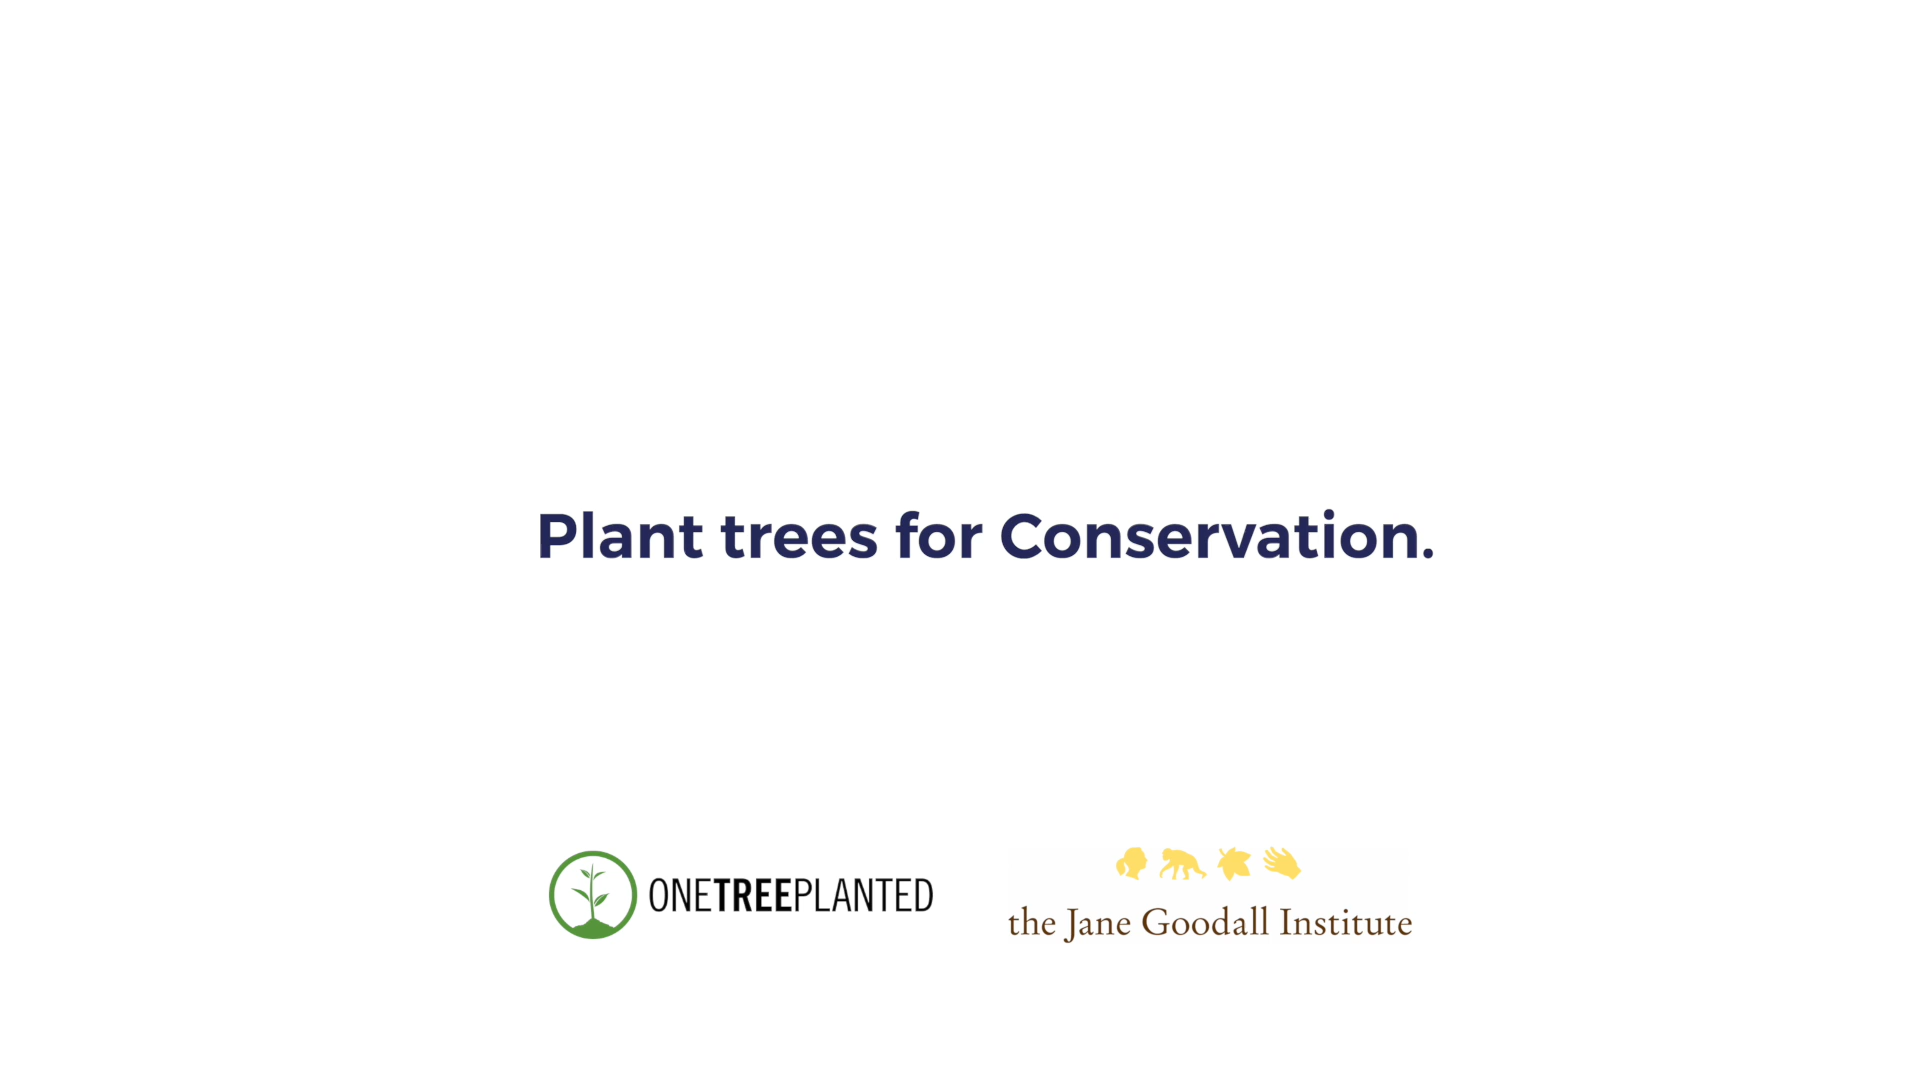 Plant trees for Conservation.
ONETREEPLANTED
the Jane Goodall Institute